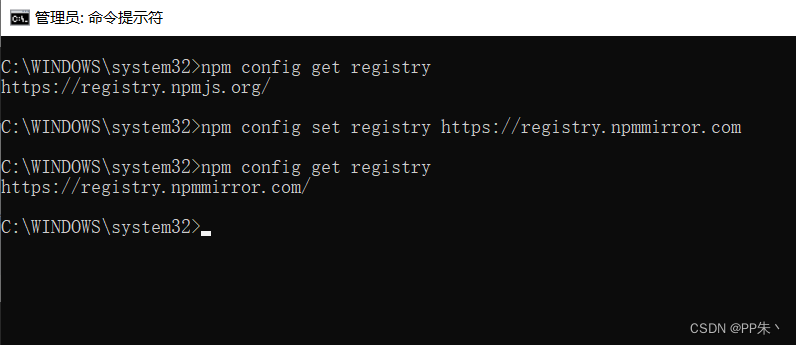 管理员: 命令提示符
C:\WINDOWS\system32>npm config get registry
https://registry.npmjs.org/
C:\WINDOWS\system32>npm config set registry https://registry.npmmirror.com
C:\WINDOWS\system32>npm config get registry
https://registry.npmmirror.com/
C:\WINDOWS\system32>
CSDN @PP朱丶